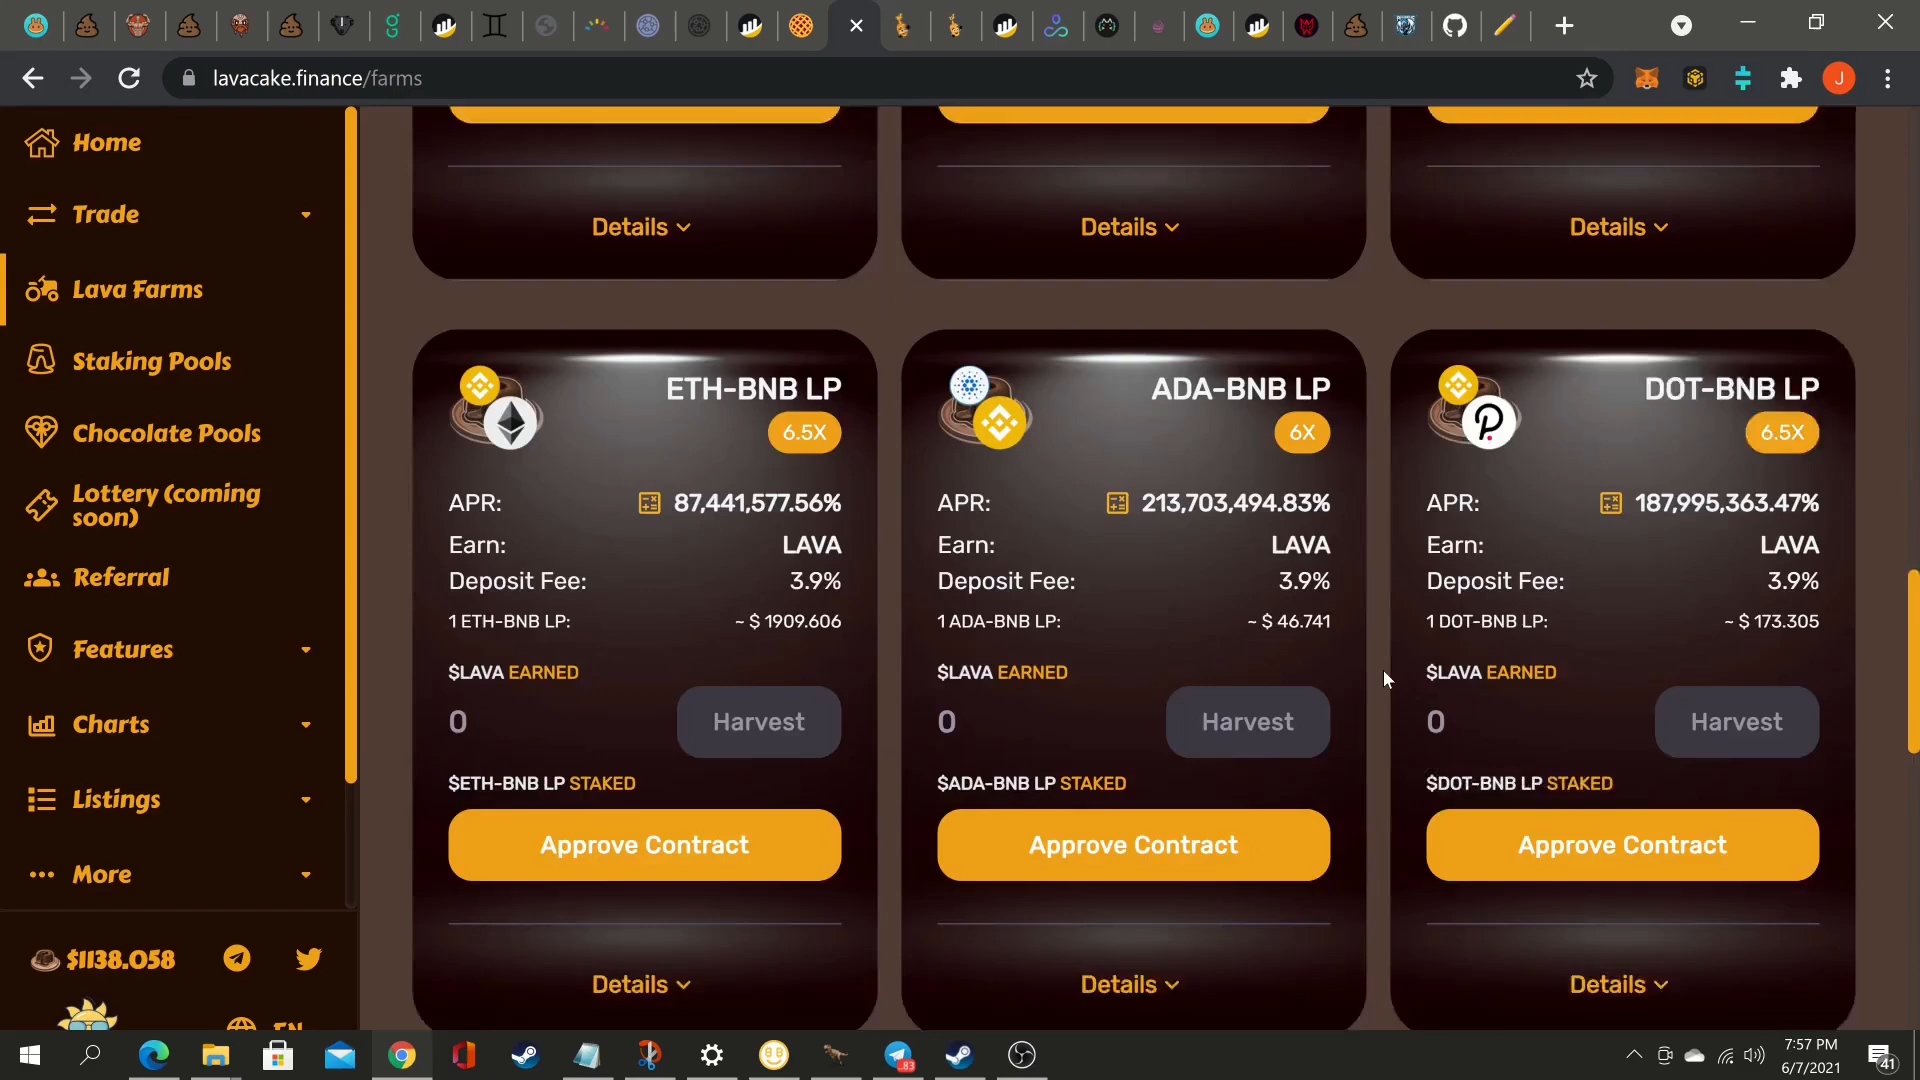 lavacake.finance/farms
J
Home
Trade
Lava Farms
Staking Pools
Chocolate Pools
Lottery (coming
soon)
Referral
Features
Charts
Listings
More
$1138.058
EN
Details
Details
Details
ETH-BNB LP
6.5X
APR: 87,441,577.56%
Earn: LAVA
Deposit Fee: 3.9%
1 ETH-BNB LP: ~ $ 1909.606
$LAVA EARNED
0 Harvest
$ETH-BNB LP STAKED
Approve Contract
Details
ADA-BNB LP
6X
APR: 213,703,494.83%
Earn: LAVA
Deposit Fee: 3.9%
1 ADA-BNB LP: ~ $ 46.741
$LAVA EARNED
0 Harvest
$ADA-BNB LP STAKED
Approve Contract
Details
DOT-BNB LP
6.5X
APR: 187,995,363.47%
Earn: LAVA
Deposit Fee: 3.9%
1 DOT-BNB LP: ~ $ 173.305
$LAVA EARNED
0 Harvest
$DOT-BNB LP STAKED
Approve Contract
Details
83
7:57 PM
6/7/2021
41